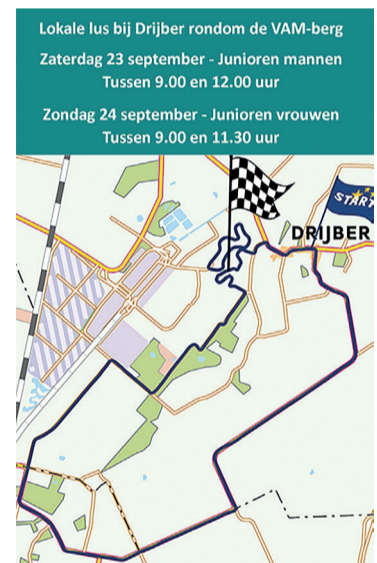 Lokale lus bij Drijber rondom de VAM-berg
Zaterdag 23 september - Junioren mannen
Tussen 9.00 en 12.00 uur
Zondag 24 september - Junioren vrouwen
Tussen 9.00 en 11.30 uur
START
DRIJBER